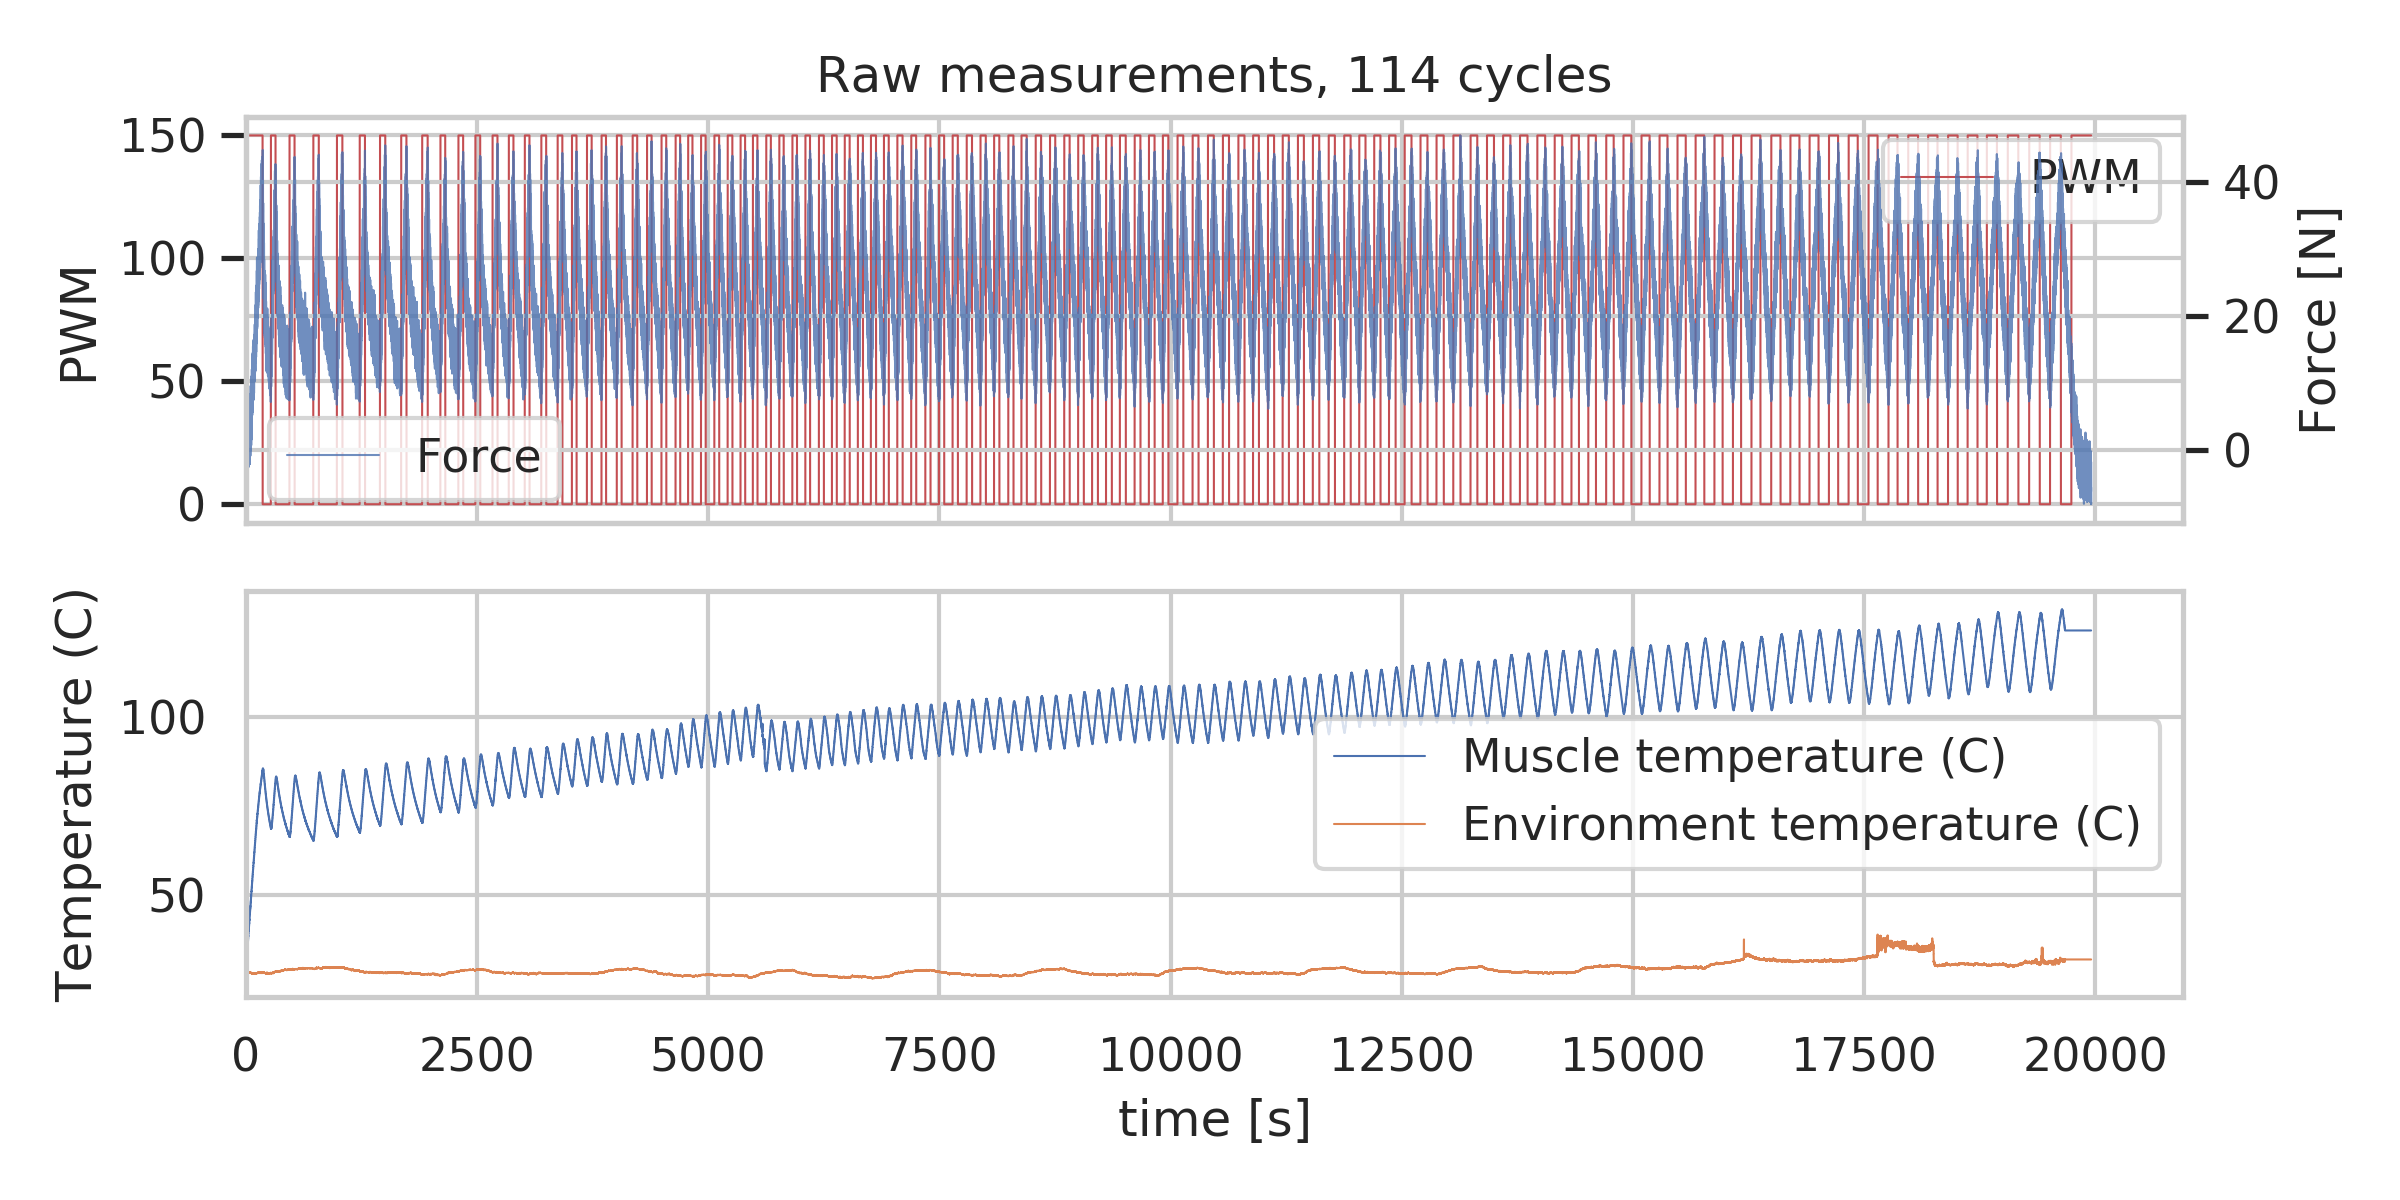 Raw measurements, 114 cycles
150
100
50
0
PWM
40
20
0
Force [N]
PWM
Force
100
50
Temperature (C)
Muscle temperature (C)
Environment temperature (C)
0 2500 5000 7500 10000 12500 15000 17500 20000
time [s]